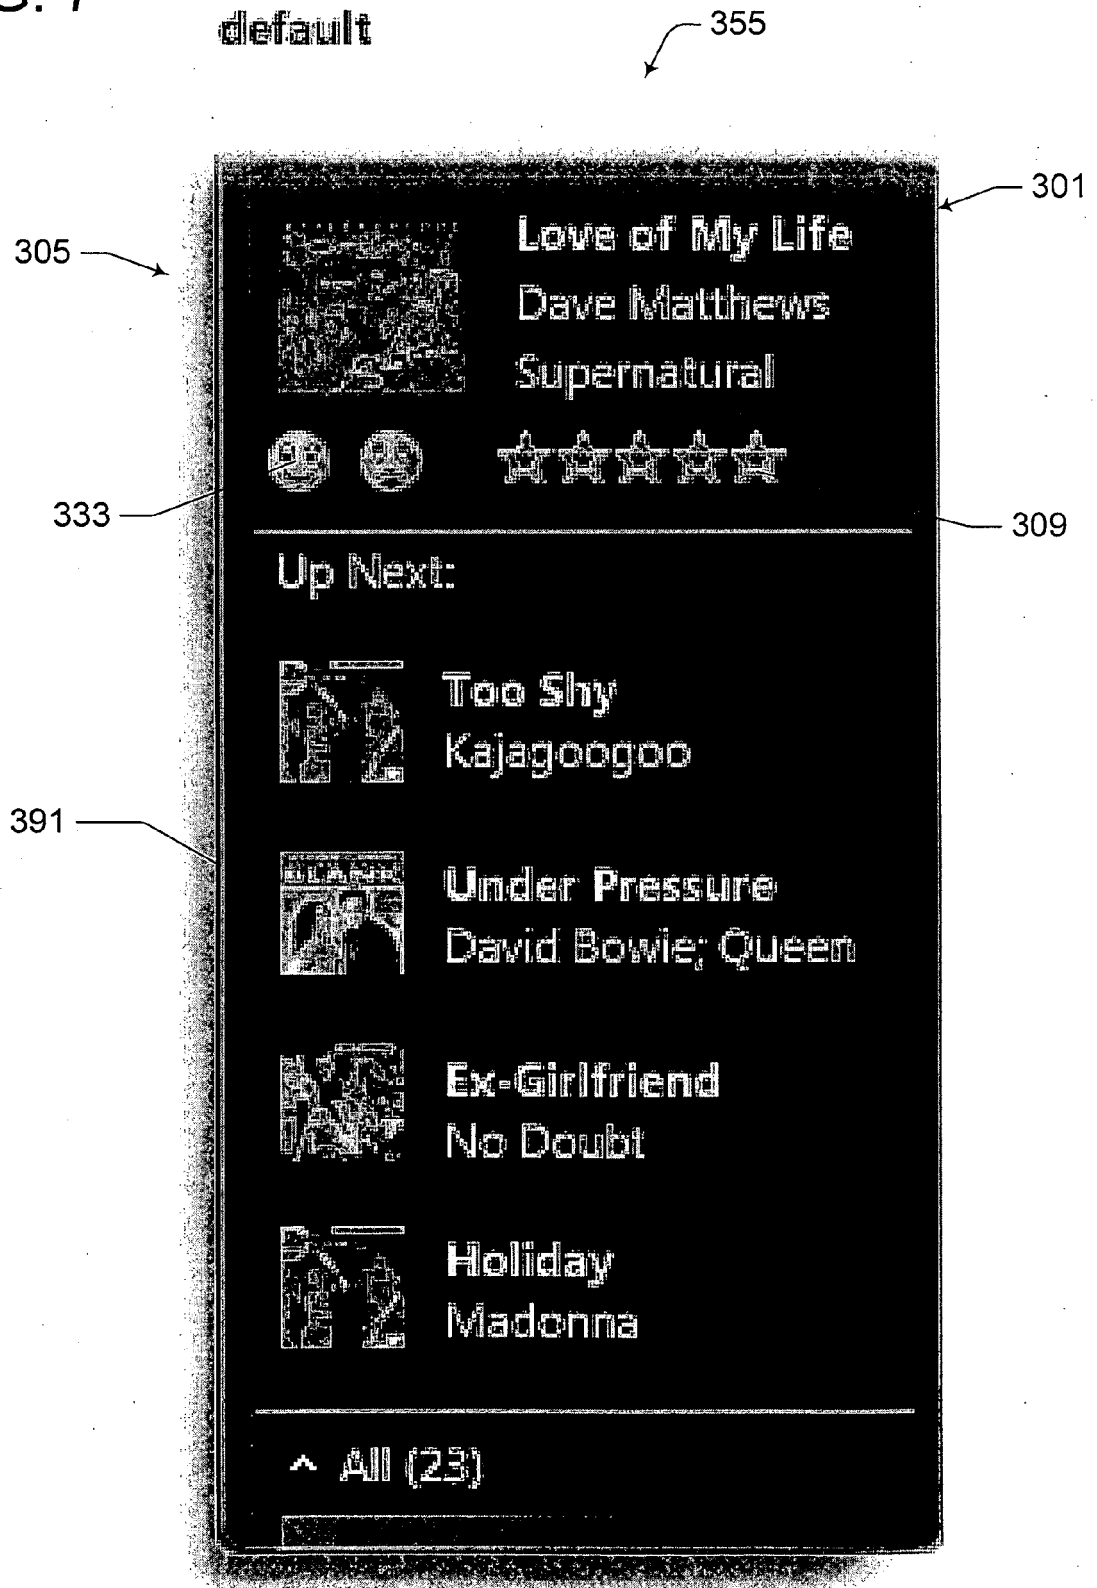 default
355
301
305
Love of My Life
Dave Matthews
Supernatural
333
309
Up Next:
Too Shy
Kajagoogoo
391
Under Pressure
David Bowie; Queen
Ex-Girlfriend
No Doubt
Holiday
Madonna
^ All (23)